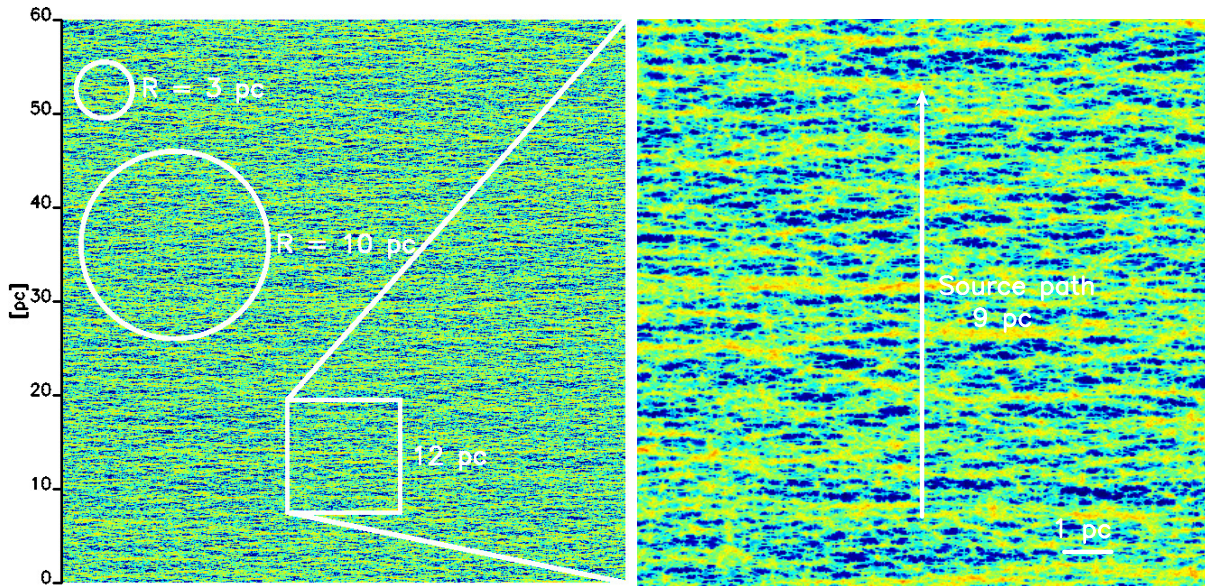 60
50
40
30
20
10
0
[pc]
R = 3 pc
R = 10 pc
12 pc
Source path
9 pc
1 pc